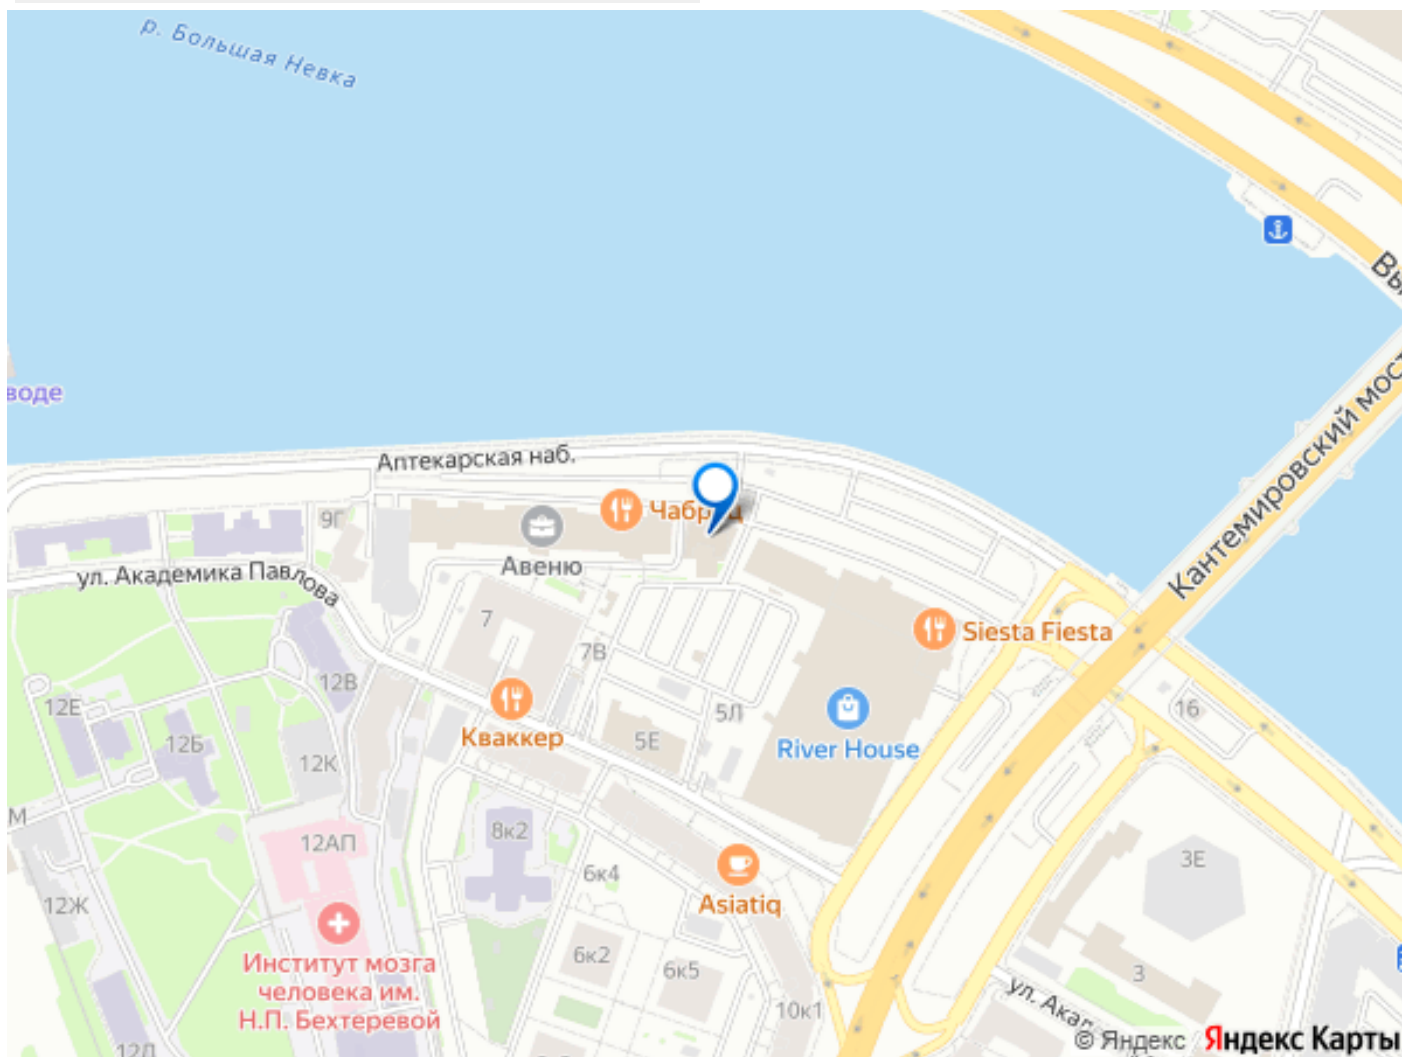 р. Большая Невка
воде
Аптекарская наб.
Кантемировский мост
9Г
Авеню
ул. Академика Павлова
7
7В
Siesta Fiesta
12В
12Е
12Б
12К
Кваккер
5Е
5Л
River House
16
М
12АП
8к2
6к4
3Е
12Ж
Asiatiq
Институт мозга
человека им.
Н.П. Бехтеревой
6к2
6к5
3
10к1
12Л
© Яндекс Яндекс Карты